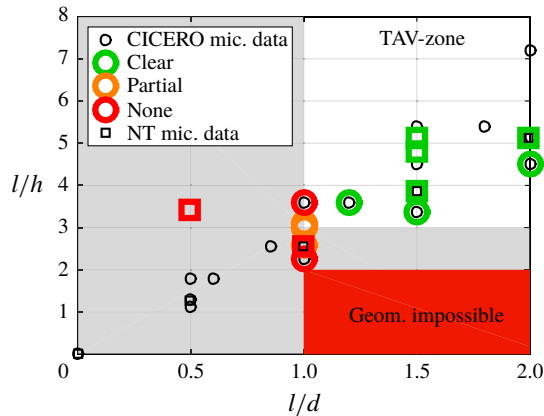 8
7
6
5
4
3
2
1
0
l/h
CICERO mic. data
Clear
Partial
None
NT mic. data
TAV-zone
Geom. impossible
0.5
1.0
1.5
2.0
l/d